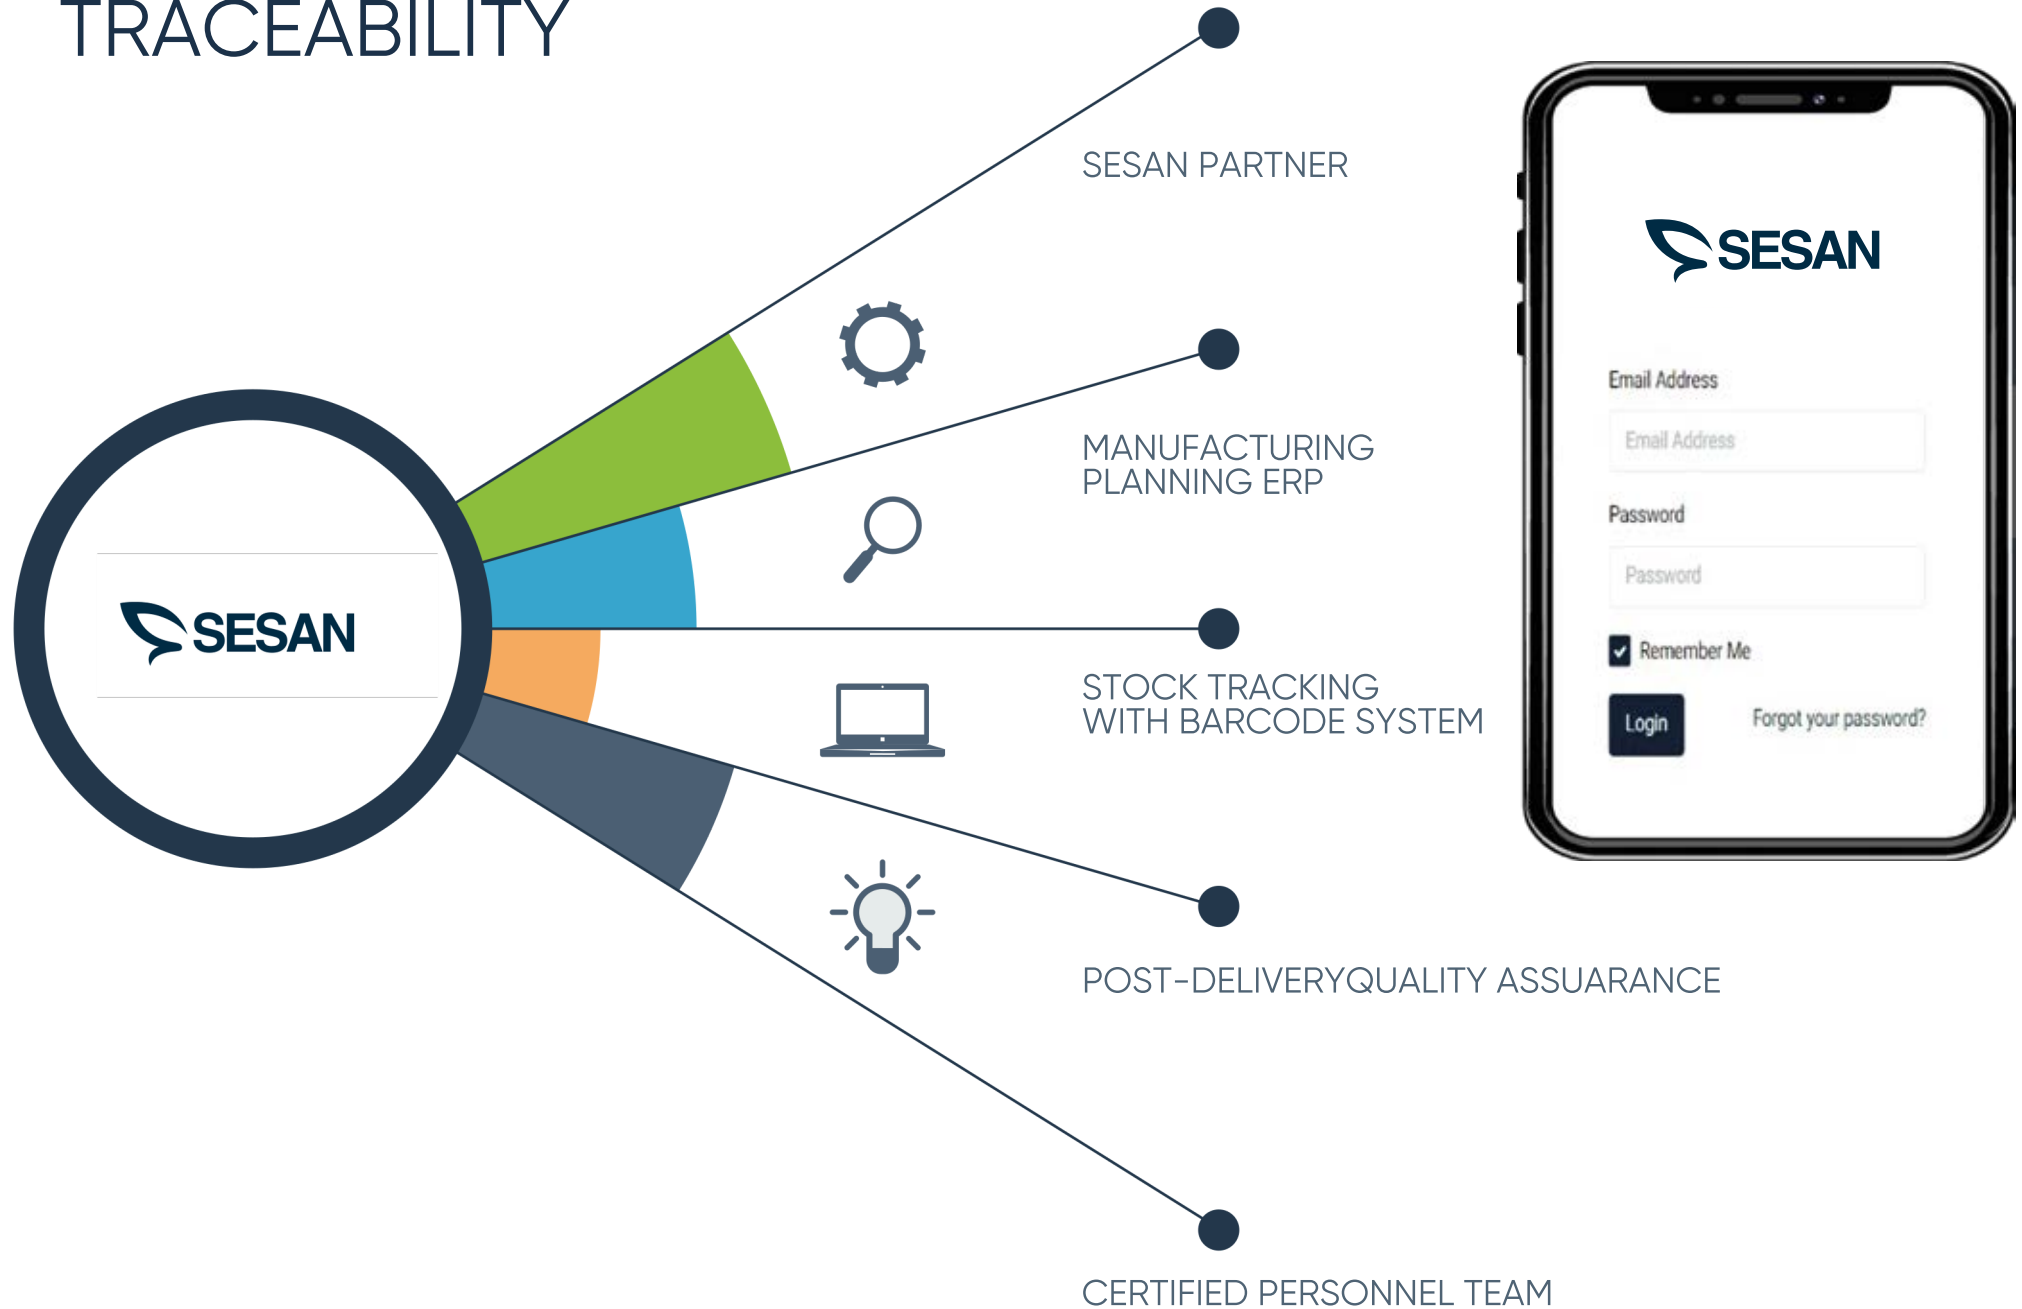 TRACEABILITY
SESAN PARTNER
MANUFACTURING
PLANNING ERP
STOCK TRACKING
WITH BARCODE SYSTEM
POST-DELIVERYQUALITY ASSUARANCE
CERTIFIED PERSONNEL TEAM
SESAN
SESAN
Email Address
Email Address
Password
Password
Remember Me
Login
Forgot your password?